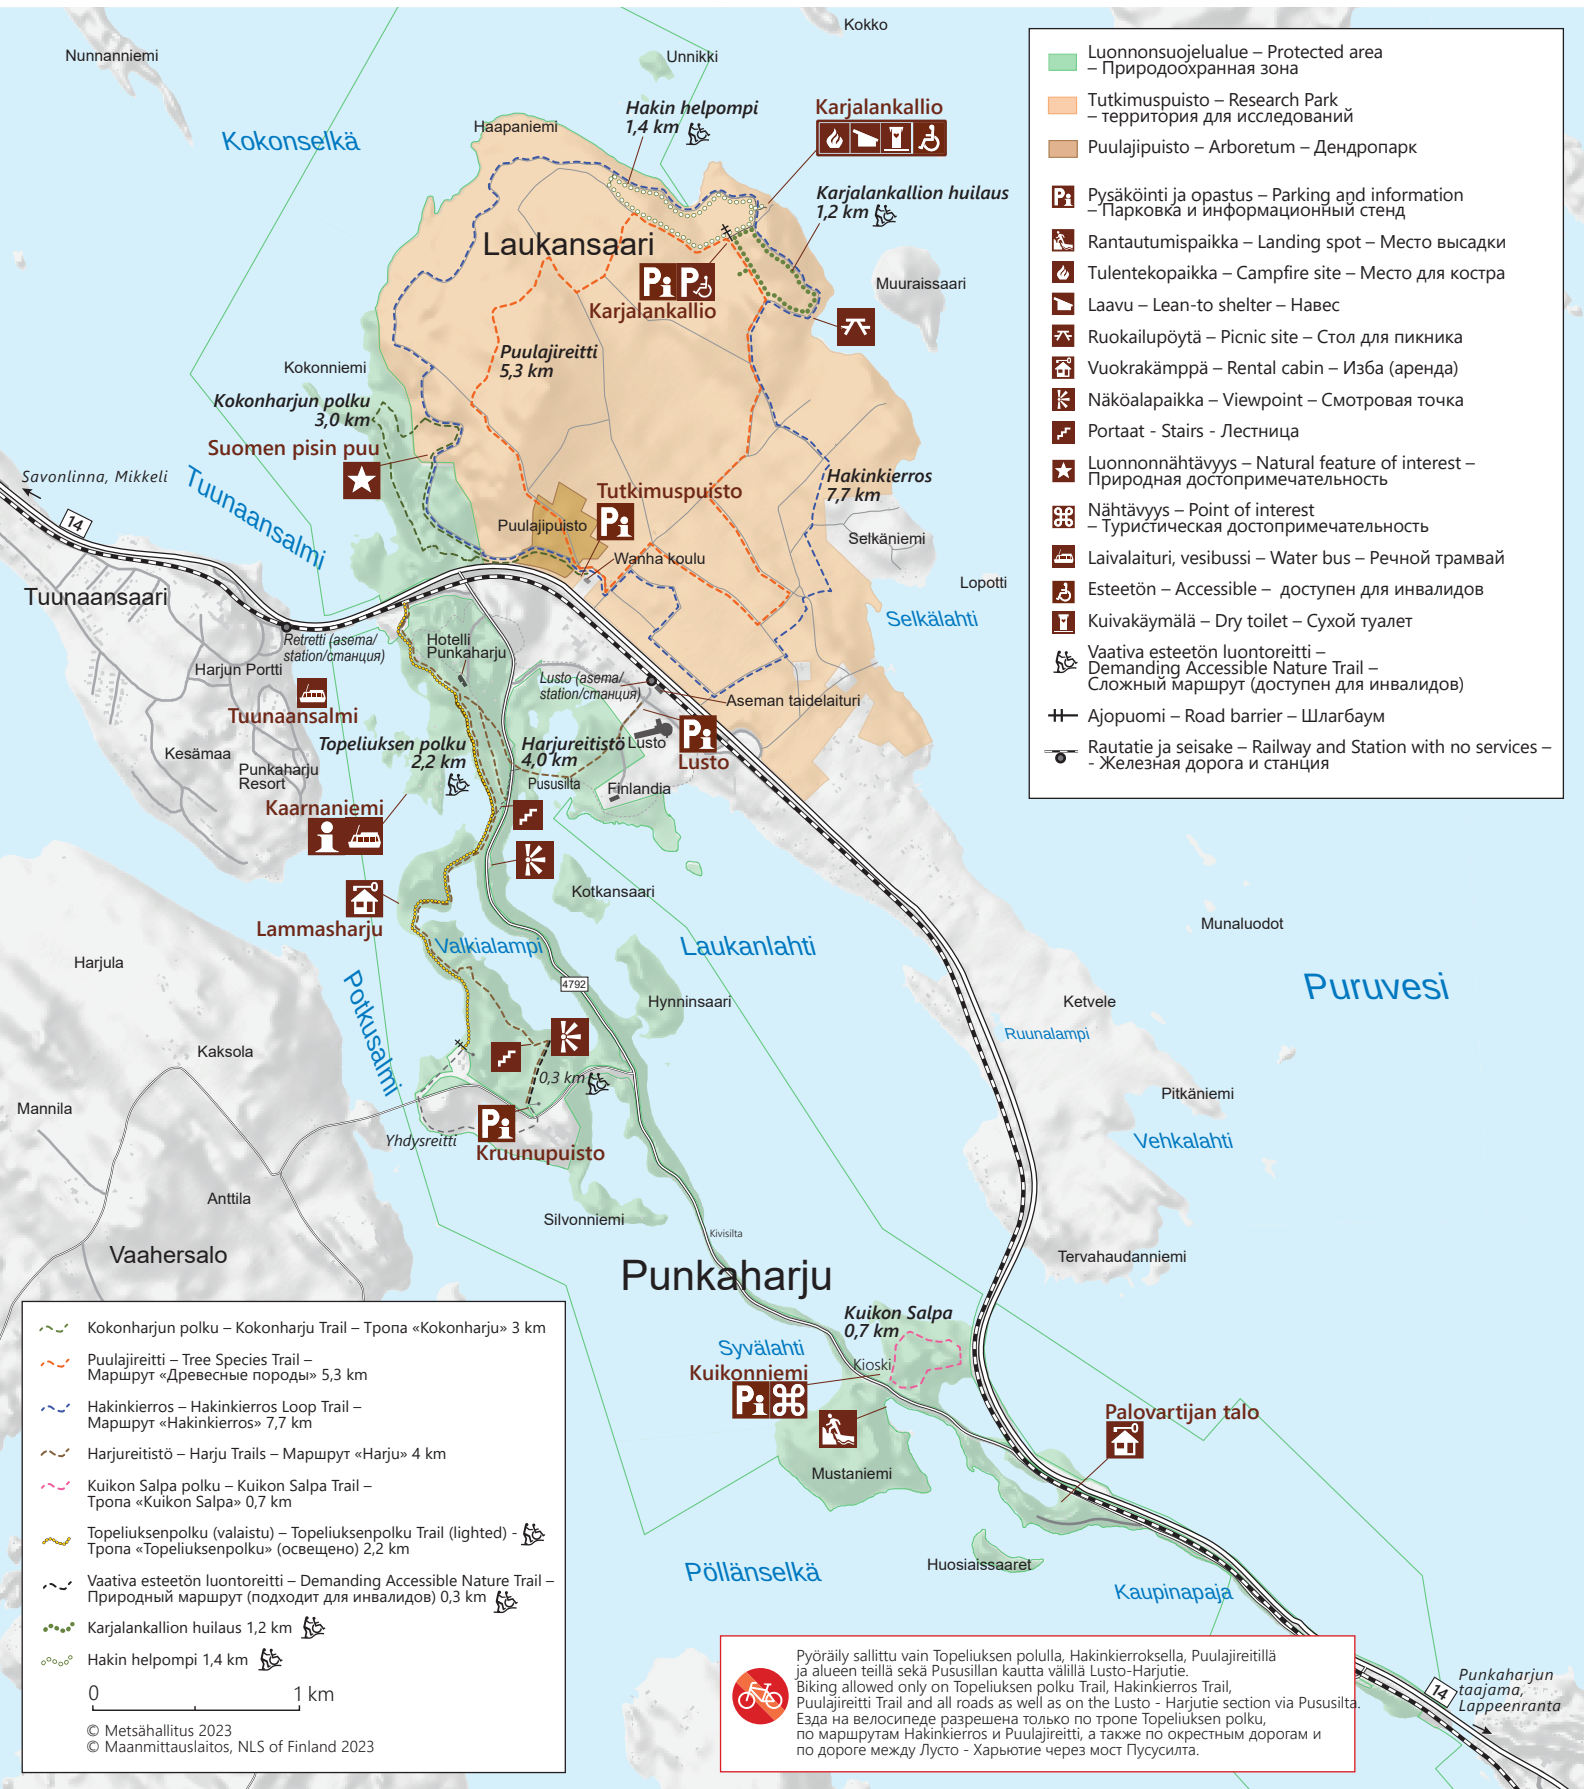 Kokko
Nunnanniemi
Unnikki
Kokonselkä
Haapaniemi
Hakin helpompi
1,4 km
Karjalankallio
Karjalankallion huilaus
1,2 km
Laukansaari
Muuraissaari
Karjalankallio
Puulajireitti
5,3 km
Kokonniemi
Kokonharjun polku
3,0 km
Suomen pisin puu
Savonlinna, Mikkeli
Tuunaansalmi
14
Hakinkierros
7,7 km
Tutkimuspuisto
Puulajipuisto
Wanha koulu
Selkäniemi
Lopotti
Selkälahti
Tuunaansaari
Retretti (asema/
station/станция)
Hotelli
Punkaharju
Harjun Portti
Lusto (asema/
station/станция)
Aseman taidelaituri
Tuunaansalmi
Topeliuksen polku
2,2 km
Harjureitistö
4,0 km
Lusto
Lusto
Kesämaa
Punkaharju
Resort
Pususilta
Finlandia
Kaarnaniemi
Kotkansaari
Lammasharju
Valkialampi
Laukanlahti
Munaluodot
Harjula
Puruvesi
4792
Hynninsaari
Ketvele
Potkusalmi
Ruunalampi
Kaksola
0,3 km
Pitkäniemi
Mannila
Vehkalahti
Yhdysreitti
Kruunupuisto
Anttila
Silvonniemi
Kivisilta
Vaahersalo
Tervahaudanniemi
Punkaharju
Kuikon Salpa
0,7 km
Syvälahti
Kioski
Kuikonniemi
Palovartijan talo
Mustaniemi
Huosiaissaaret
Pöllänselkä
Kaupinapaja
14
Punkaharjun
taajama,
Lappeenranta
Luonnonsuojelualue – Protected area
– Природоохранная зона
Tutkimuspuisto – Research Park
– территория для исследований
Puulajipuisto – Arboretum – Дендропарк
Pysäköinti ja opastus – Parking and information
– Парковка и информационный стенд
Rantautumispaikka – Landing spot – Место высадки
Tulentekopaikka – Campfire site – Место для костра
Laavu – Lean-to shelter – Навес
Ruokailupöytä – Picnic site – Стол для пикника
Vuokrakämppä – Rental cabin – Изба (аренда)
Näköalapaikka – Viewpoint – Смотровая точка
Portaat - Stairs - Лестница
Luonnonnähtävyys – Natural feature of interest –
Природная достопримечательность
Nähtävyys – Point of interest
– Туристическая достопримечательность
Laivalaituri, vesibussi – Water bus – Речной трамвай
Esteetön – Accessible – доступен для инвалидов
Kuivakäymälä – Dry toilet – Сухой туалет
Vaativa esteetön luontoreitti –
Demanding Accessible Nature Trail –
Сложный маршрут (доступен для инвалидов)
Ajopuomi – Road barrier – Шлагбаум
Rautatie ja seisake – Railway and Station with no services –
- Железная дорога и станция
Kokonharjun polku – Kokonharju Trail – Тропа «Kokonharju» 3 km
Puulajireitti – Tree Species Trail –
Маршрут «Древесные породы» 5,3 km
Hakinkierros – Hakinkierros Loop Trail –
Маршрут «Hakinkierros» 7,7 km
Harjureitistö – Harju Trails – Маршрут «Harju» 4 km
Kuikon Salpa polku – Kuikon Salpa Trail –
Тропа «Kuikon Salpa» 0,7 km
Topeliuksenpolku (valaistu) – Topeliuksenpolku Trail (lighted) -
Тропа «Topeliuksenpolku» (освещено) 2,2 km
Vaativa esteetön luontoreitti – Demanding Accessible Nature Trail –
Природный маршрут (подходит для инвалидов) 0,3 km
Karjalankallion huilaus 1,2 km
Hakin helpompi 1,4 km
0 1 km
© Metsähallitus 2023
© Maanmittauslaitos, NLS of Finland 2023
Pyöräily sallittu vain Topeliuksen polulla, Hakinkierroksella, Puulajireitillä
ja alueen teillä sekä Pususillan kautta välillä Lusto-Harjutie.
Biking allowed only on Topeliuksen polku Trail, Hakinkierros Trail,
Puulajireitti Trail and all roads as well as on the Lusto - Harjutie section via Pususilta.
Езда на велосипеде разрешена только по тропе Topeliuksen polku,
по маршрутам Hakinkierros и Puulajireitti, а также по окрестным дорогам и
по дороге между Лусто - Харьютие через мост Пусусилта.